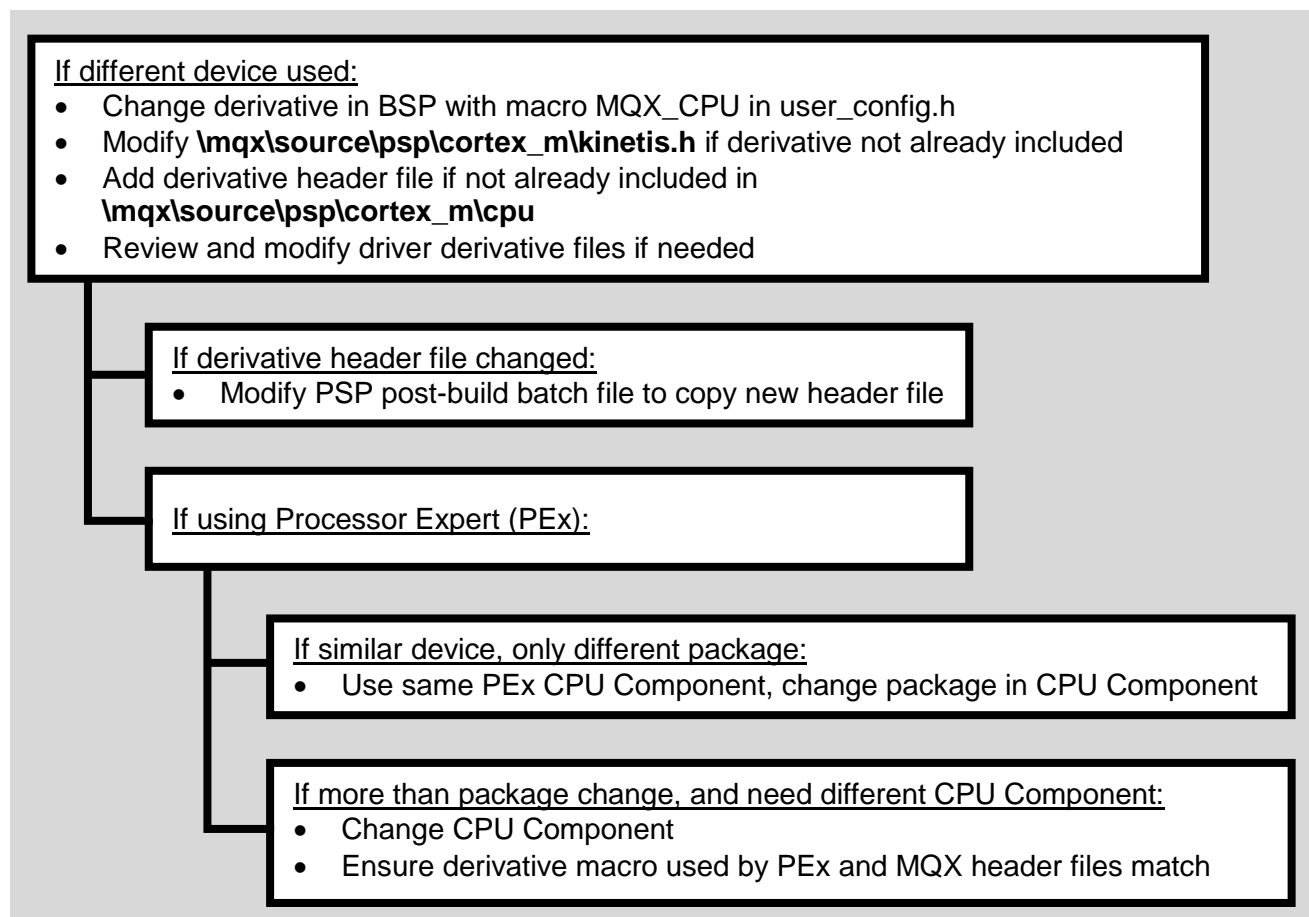 If different device used:
• Change derivative in BSP with macro MQX_CPU in user_config.h
• Modify \mqx\source\psp\cortex_m\kinetis.h if derivative not already included
• Add derivative header file if not already included in
\mqx\source\psp\cortex_m\cpu
• Review and modify driver derivative files if needed
If derivative header file changed:
• Modify PSP post-build batch file to copy new header file
If using Processor Expert (PEx):
If similar device, only different package:
• Use same PEx CPU Component, change package in CPU Component
If more than package change, and need different CPU Component:
• Change CPU Component
• Ensure derivative macro used by PEx and MQX header files match